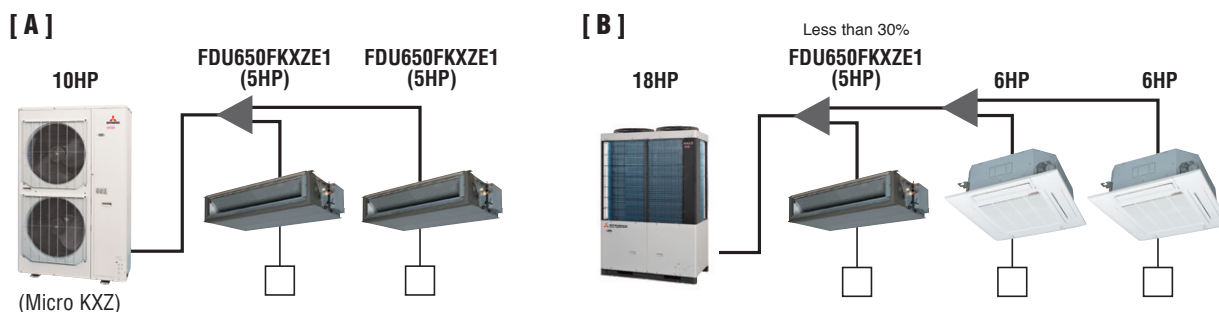 [ A ]
10HP
FDU650FKXZE1
(5HP)
FDU650FKXZE1
(5HP)
(Micro KXZ)
[ B ]
18HP
Less than 30%
FDU650FKXZE1
(5HP)
6HP
6HP